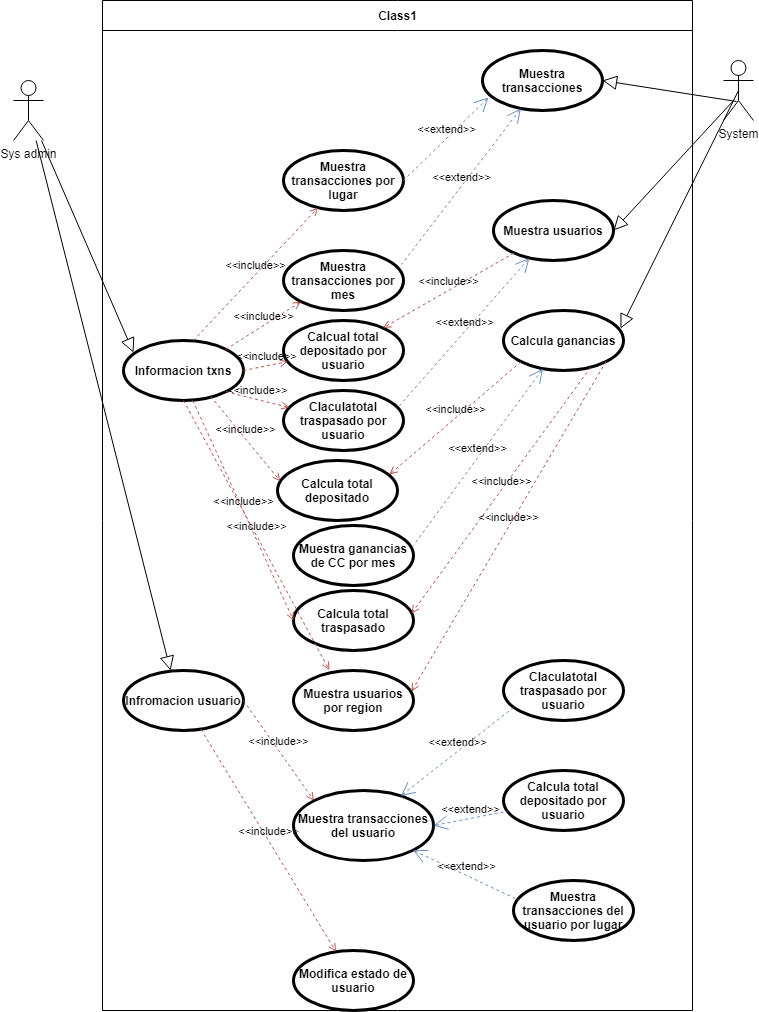 Class1
Muestra
transacciones
System
Sys admin
<<extend>>
Muestra
transacciones por
lugar
<<extend>>
Muestra usuarios
<<include>>
Muestra
transacciones por
mes
<<include>>
<<include>>
<<extend>>
Calcual total
depositado por
usuario
Calcula ganancias
<<include>>
Informacion txns
<<include>>
Claculatotal
traspasado por
usuario
<<include>>
<<include>>
<<extend>>
Calcula total
depositado
<<include>>
<<include>>
<<include>>
<<include>>
Muestra ganancias
de CC por mes
Calcula total
traspasado
Infromacion usuario
Muestra usuarios
por region
Claculatotal
traspasado por
usuario
<<include>>
<<extend>>
Calcula total
depositado por
usuario
<<extend>>
Muestra transacciones
del usuario
<<include>>
<<extend>>
Muestra
transacciones del
usuario por lugar
Modifica estado de
usuario